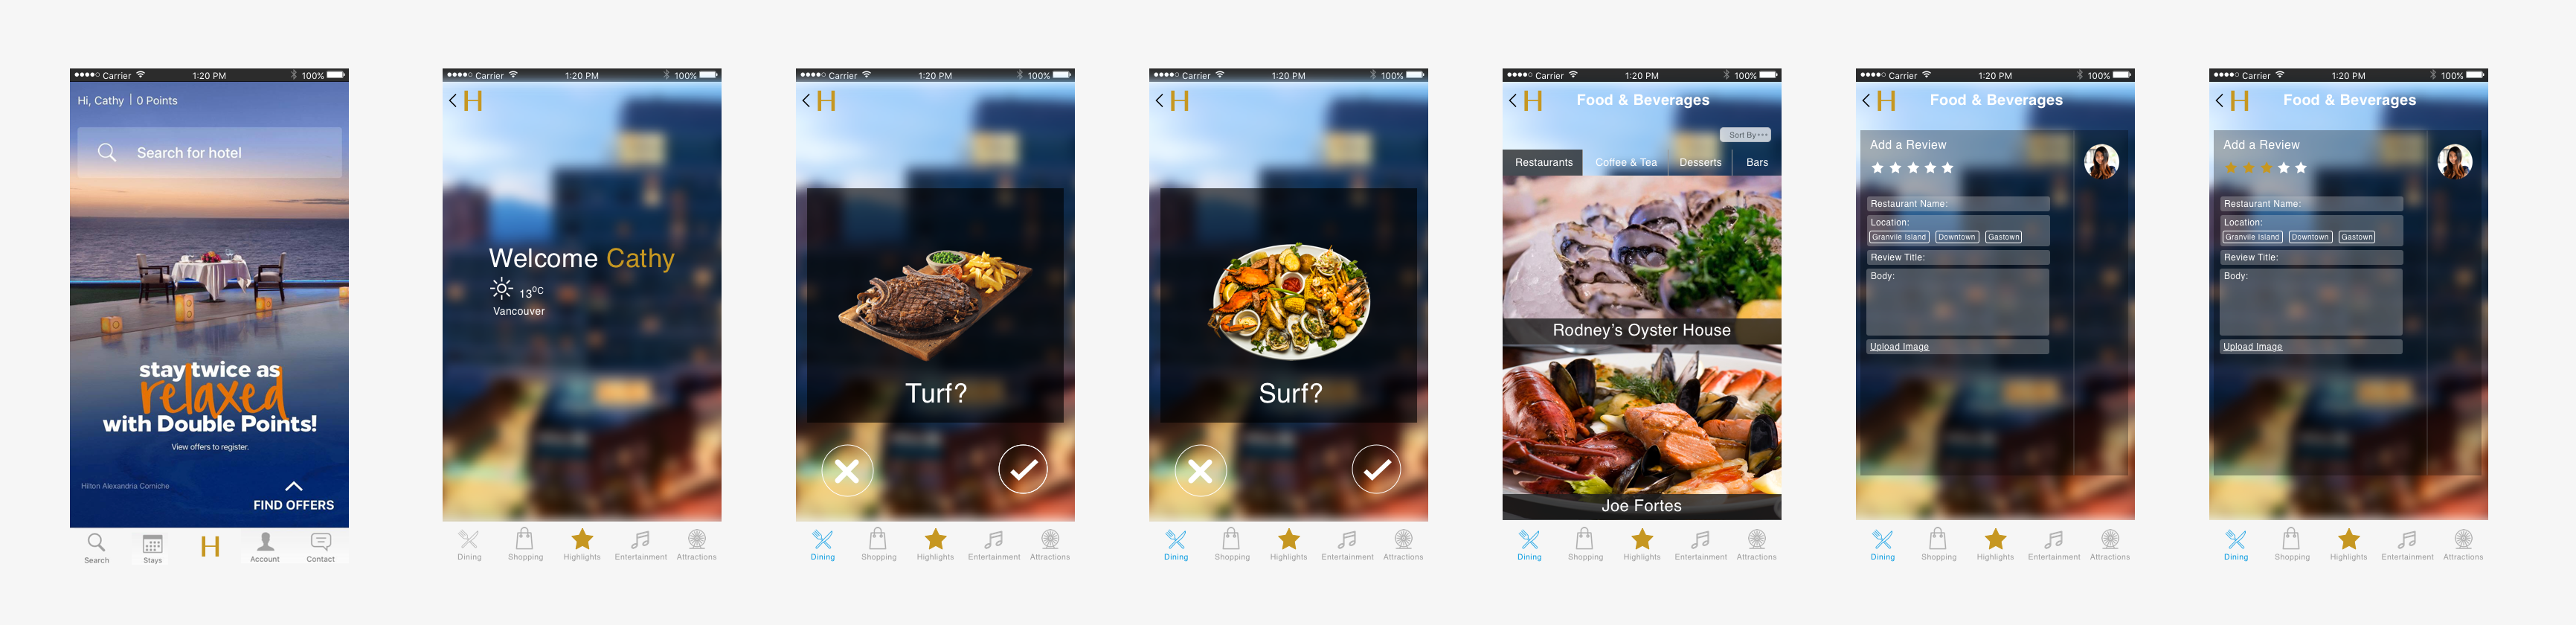 Carrier 1:20 PM 100%
Hi, Cathy | 0 Points
Search for hotel
stay twice as
relaxed
with Double Points!
View offers to register.
Hilton Alexandria Corniche
FIND OFFERS
Search Stays H Account Contact
Carrier 1:20 PM 100%
H
Welcome Cathy
13°C
Vancouver
Dining Shopping Highlights Entertainment Attractions
Carrier 1:20 PM 100%
H
Turf?
Dining Shopping Highlights Entertainment Attractions
Carrier 1:20 PM 100%
H
Surf?
Dining Shopping Highlights Entertainment Attractions
Carrier 1:20 PM 100%
H Food & Beverages
Sort By
Restaurants Coffee & Tea Desserts Bars
Rodney's Oyster House
Joe Fortes
Dining Shopping Highlights Entertainment Attractions
Carrier 1:20 PM 100%
H Food & Beverages
Add a Review
Restaurant Name:
Location:
Granvile Island Downtown Gastown
Review Title:
Body:
Upload Image
Dining Shopping Highlights Entertainment Attractions
Carrier 1:20 PM 100%
H Food & Beverages
Add a Review
Restaurant Name:
Location:
Granvile Island Downtown Gastown
Review Title:
Body:
Upload Image
Dining Shopping Highlights Entertainment Attractions